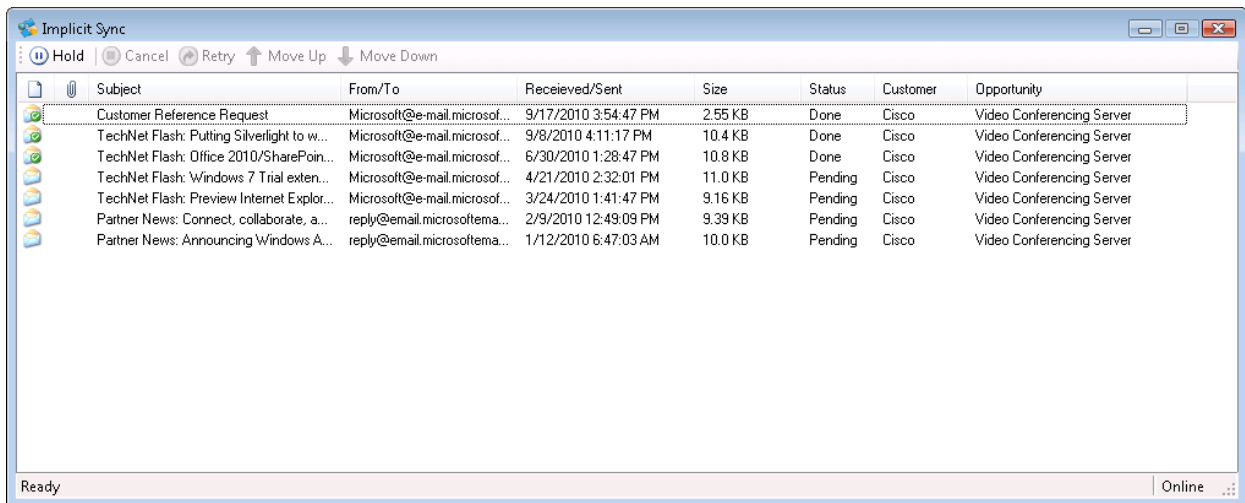 Implicit Sync
Hold Cancel Retry Move Up Move Down
Subject From/To Receieved/Sent Size Status Customer Opportunity
Customer Reference Request Microsoft@e-mail.microsof... 9/17/2010 3:54:47 PM 2.55 KB Done Cisco Video Conferencing Server
TechNet Flash: Putting Silverlight to w... Microsoft@e-mail.microsof... 9/8/2010 4:11:17 PM 10.4 KB Done Cisco Video Conferencing Server
TechNet Flash: Office 2010/SharePoin... Microsoft@e-mail.microsof... 6/30/2010 1:28:47 PM 10.8 KB Done Cisco Video Conferencing Server
TechNet Flash: Windows 7 Trial exten... Microsoft@e-mail.microsof... 4/21/2010 2:32:01 PM 11.0 KB Pending Cisco Video Conferencing Server
TechNet Flash: Preview Internet Explor... Microsoft@e-mail.microsof... 3/24/2010 1:41:47 PM 9.16 KB Pending Cisco Video Conferencing Server
Partner News: Connect, collaborate, a... reply@email.microsoftema... 2/9/2010 12:49:09 PM 9.39 KB Pending Cisco Video Conferencing Server
Partner News: Announcing Windows A... reply@email.microsoftema... 1/12/2010 6:47:03 AM 10.0 KB Pending Cisco Video Conferencing Server
Ready Online